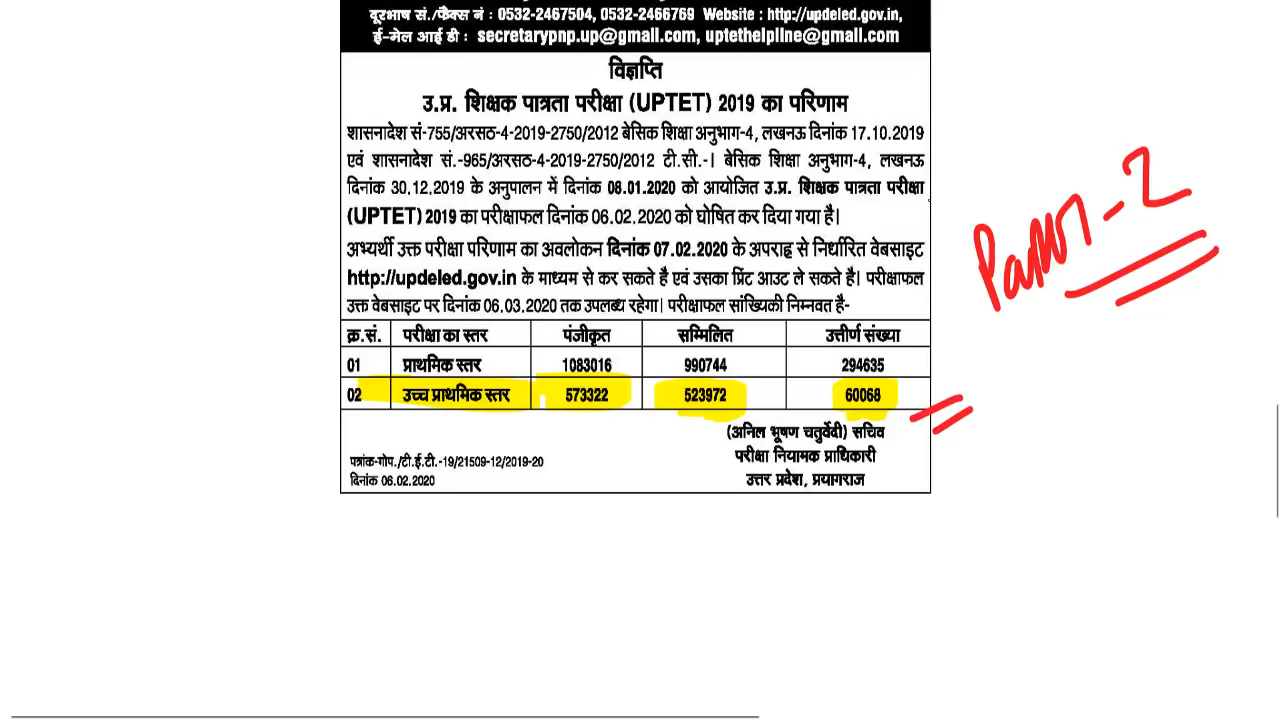 दूरभाष सं./फैक्स नं : 0532-2467504, 0532-2466769 Website : http://updeled.gov.in,
ई-मेल आई डी : secretarypnp.up@gmail.com, uptethelpline@gmail.com
विज्ञप्ति
उ.प्र. शिक्षक पात्रता परीक्षा (UPTET) 2019 का परिणाम
शासनादेश सं-755/अरसठ-4-2019-2750/2012 बेसिक शिक्षा अनुभाग-4, लखनऊ दिनांक 17.10.2019
एवं शासनादेश सं.-965/अरसठ-4-2019-2750/2012 टी.सी.-। बेसिक शिक्षा अनुभाग-4, लखनऊ
दिनांक 30.12.2019 के अनुपालन में दिनांक 08.01.2020 को आयोजित उ.प्र. शिक्षक पात्रता परीक्षा
(UPTET) 2019 का परीक्षाफल दिनांक 06.02.2020 को घोषित कर दिया गया है।
अभ्यर्थी उक्त परीक्षा परिणाम का अवलोकन दिनांक 07.02.2020 के अपराह्न से निर्धारित वेबसाइट
http://updeled.gov.in के माध्यम से कर सकते है एवं उसका प्रिंट आउट ले सकते है। परीक्षाफल
उक्त वेबसाइट पर दिनांक 06.03.2020 तक उपलब्ध रहेगा। परीक्षाफल सांख्यिकी निम्नवत है-
क्र.सं. परीक्षा का स्तर पंजीकृत सम्मिलित उत्तीर्ण संख्या
01 प्राथमिक स्तर 1083016 990744 294635
02 उच्च प्राथमिक स्तर 573322 523972 60068
(अनिल भूषण चतुर्वेदी) सचिव
परीक्षा नियामक प्राधिकारी
उत्तर प्रदेश, प्रयागराज
पत्रांक-गोप./टी.ई.टी.-19/21509-12/2019-20
दिनांक 06.02.2020